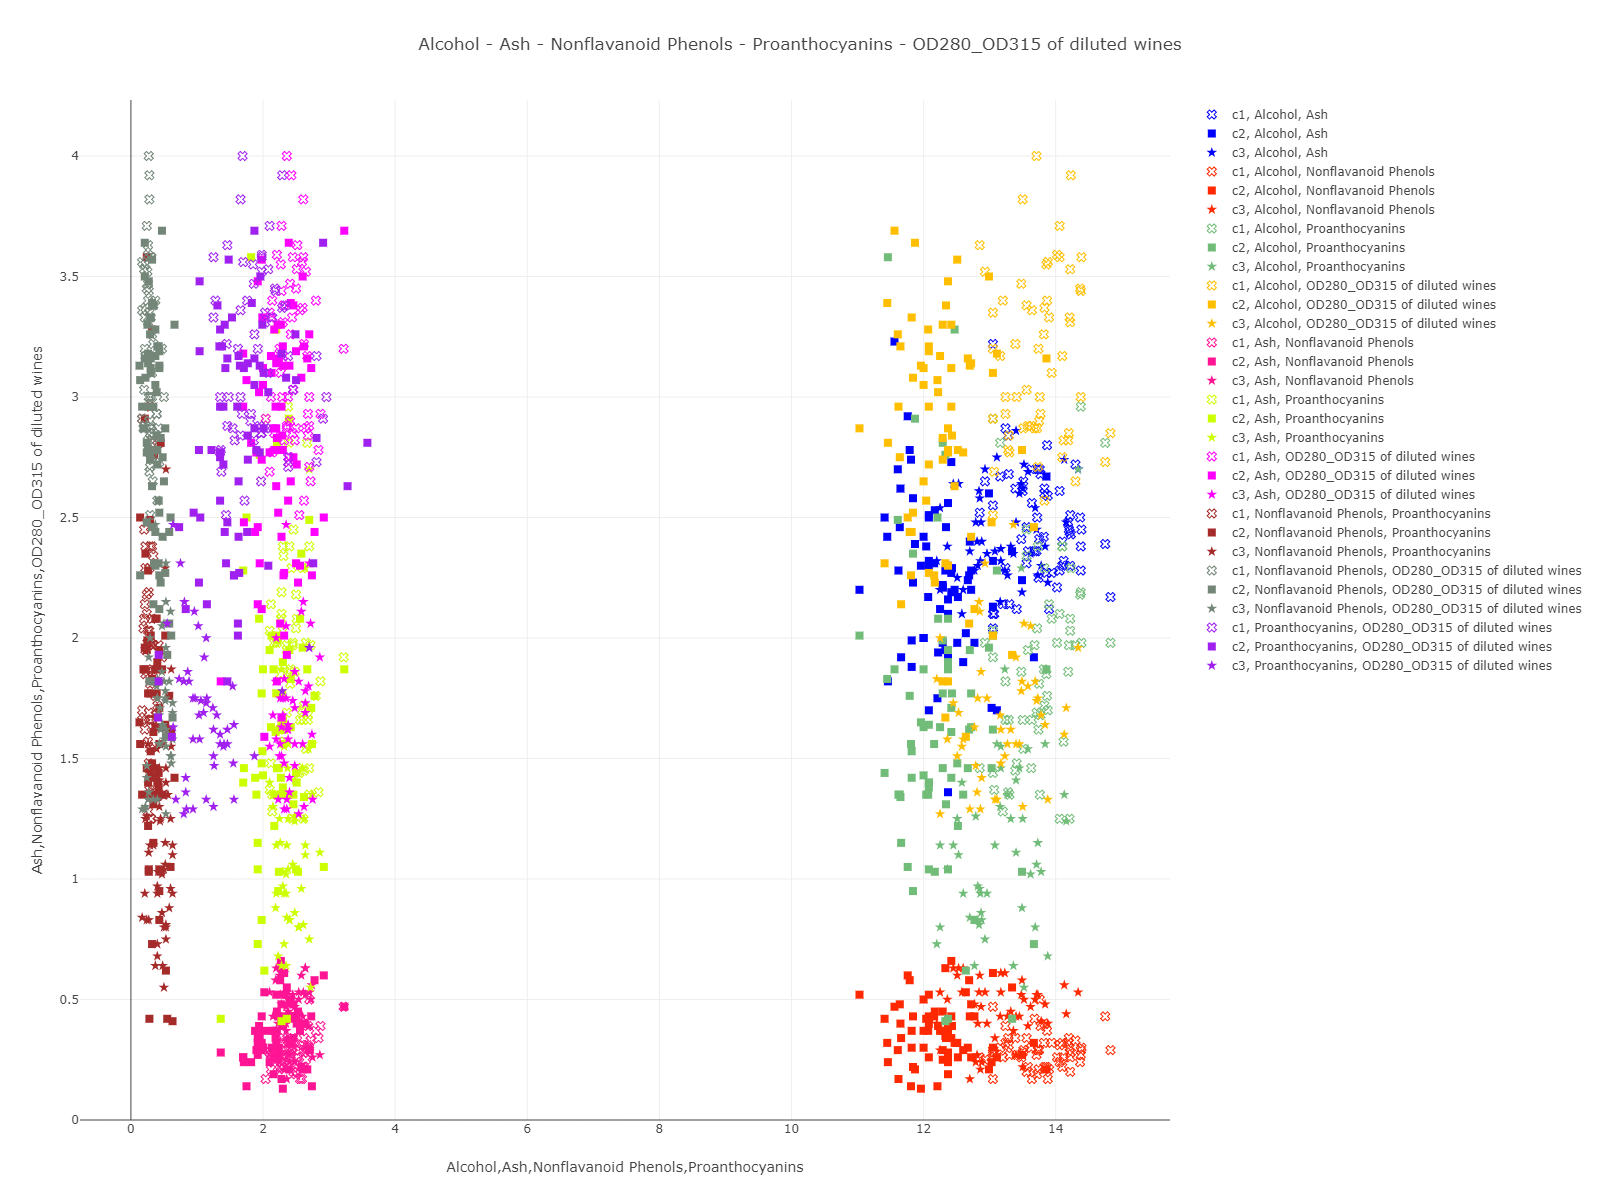 Alcohol - Ash - Nonflavanoid Phenols - Proanthocyanins - OD280_OD315 of diluted wines
c1, Alcohol, Ash
c2, Alcohol, Ash
c3, Alcohol, Ash
c1, Alcohol, Nonflavanoid Phenols
c2, Alcohol, Nonflavanoid Phenols
c3, Alcohol, Nonflavanoid Phenols
c1, Alcohol, Proanthocyanins
c2, Alcohol, Proanthocyanins
c3, Alcohol, Proanthocyanins
c1, Alcohol, OD280_OD315 of diluted wines
c2, Alcohol, OD280_OD315 of diluted wines
c3, Alcohol, OD280_OD315 of diluted wines
c1, Ash, Nonflavanoid Phenols
c2, Ash, Nonflavanoid Phenols
c3, Ash, Nonflavanoid Phenols
c1, Ash, Proanthocyanins
c2, Ash, Proanthocyanins
c3, Ash, Proanthocyanins
c1, Ash, OD280_OD315 of diluted wines
c2, Ash, OD280_OD315 of diluted wines
c3, Ash, OD280_OD315 of diluted wines
c1, Nonflavanoid Phenols, Proanthocyanins
c2, Nonflavanoid Phenols, Proanthocyanins
c3, Nonflavanoid Phenols, Proanthocyanins
c1, Nonflavanoid Phenols, OD280_OD315 of diluted wines
c2, Nonflavanoid Phenols, OD280_OD315 of diluted wines
c3, Nonflavanoid Phenols, OD280_OD315 of diluted wines
c1, Proanthocyanins, OD280_OD315 of diluted wines
c2, Proanthocyanins, OD280_OD315 of diluted wines
c3, Proanthocyanins, OD280_OD315 of diluted wines
Ash,Nonflavanoid Phenols,Proanthocyanins,OD280_OD315 of diluted wines
4
3.5
3
2.5
2
1.5
1
0.5
0
0 2 4 6 8 10 12 14
Alcohol,Ash,Nonflavanoid Phenols,Proanthocyanins